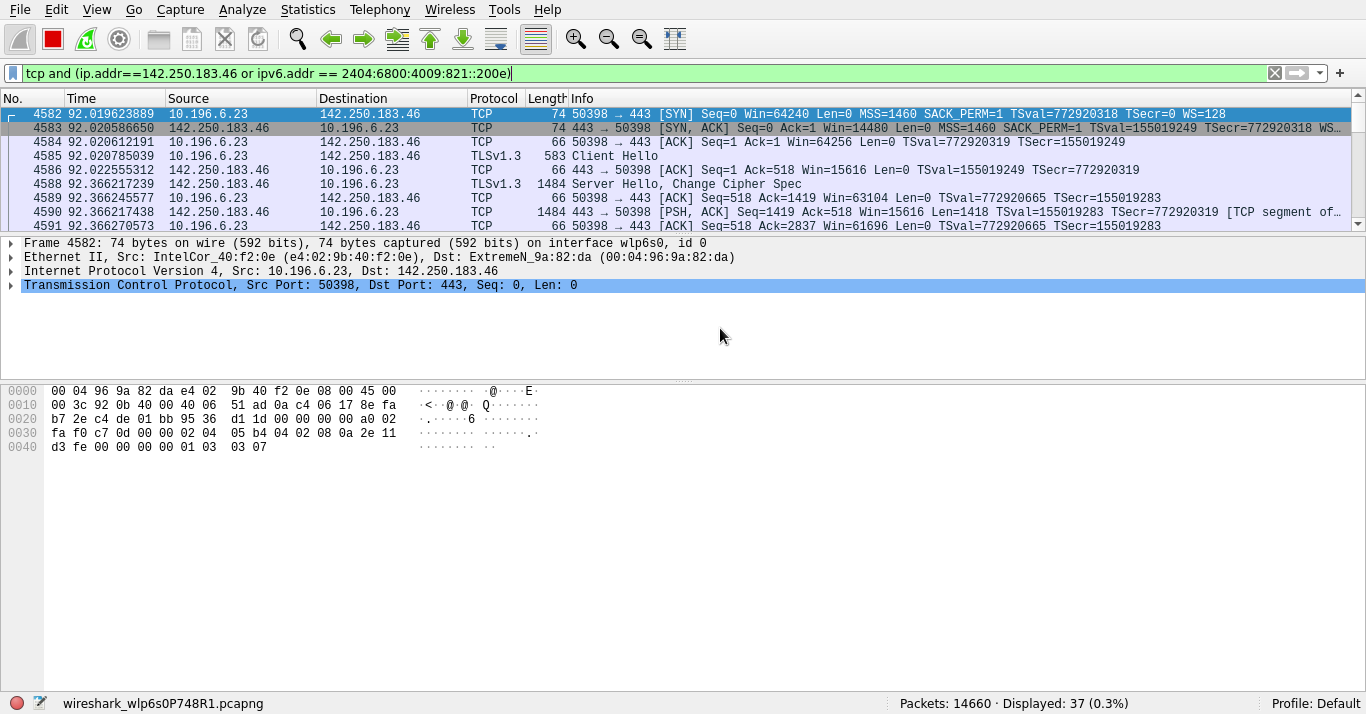 File Edit View Go Capture Analyze Statistics Telephony Wireless Tools Help
tcp and (ip.addr==142.250.183.46 or ipv6.addr == 2404:6800:4009:821::200e)
No. Time Source Destination Protocol Length Info
4582 92.019623889 10.196.6.23 142.250.183.46 TCP 74 50398 → 443 [SYN] Seq=0 Win=64240 Len=0 MSS=1460 SACK_PERM=1 TSval=772920318 TSecr=0 WS=128
4583 92.020586650 142.250.183.46 10.196.6.23 TCP 74 443 → 50398 [SYN, ACK] Seq=0 Ack=1 Win=14480 Len=0 MSS=1460 SACK_PERM=1 TSval=155019249 TSecr=772920318 WS…
4584 92.020612191 10.196.6.23 142.250.183.46 TCP 66 50398 → 443 [ACK] Seq=1 Ack=1 Win=64256 Len=0 TSval=772920319 TSecr=155019249
4585 92.020785039 10.196.6.23 142.250.183.46 TLSv1.3 583 Client Hello
4586 92.022555312 142.250.183.46 10.196.6.23 TCP 66 443 → 50398 [ACK] Seq=1 Ack=518 Win=15616 Len=0 TSval=155019249 TSecr=772920319
4588 92.366217239 142.250.183.46 10.196.6.23 TLSv1.3 1484 Server Hello, Change Cipher Spec
4589 92.366245577 10.196.6.23 142.250.183.46 TCP 66 50398 → 443 [ACK] Seq=518 Ack=1419 Win=63104 Len=0 TSval=772920665 TSecr=155019283
4590 92.366217438 142.250.183.46 10.196.6.23 TCP 1484 443 → 50398 [PSH, ACK] Seq=1419 Ack=518 Win=15616 Len=1418 TSval=155019283 TSecr=772920319 [TCP segment of…
4591 92.366270573 10.196.6.23 142.250.183.46 TCP 66 50398 → 443 [ACK] Seq=518 Ack=2837 Win=61696 Len=0 TSval=772920665 TSecr=155019283
Frame 4582: 74 bytes on wire (592 bits), 74 bytes captured (592 bits) on interface wlp6s0, id 0
Ethernet II, Src: IntelCor_40:f2:0e (e4:02:9b:40:f2:0e), Dst: ExtremeN_9a:82:da (00:04:96:9a:82:da)
Internet Protocol Version 4, Src: 10.196.6.23, Dst: 142.250.183.46
Transmission Control Protocol, Src Port: 50398, Dst Port: 443, Seq: 0, Len: 0
0000 00 04 96 9a 82 da e4 02 9b 40 f2 0e 08 00 45 00 ········ ·@····E·
0010 00 3c 92 0b 40 00 40 06 51 ad 0a c4 06 17 8e fa ·<··@·@· Q·······
0020 b7 2e c4 de 01 bb 95 36 d1 1d 00 00 00 00 a0 02 ·.·····6 ········
0030 fa f0 c7 0d 00 00 02 04 05 b4 04 02 08 0a 2e 11 ········ ······.·
0040 d3 fe 00 00 00 00 01 03 03 07 ········ ··
wireshark_wlp6s0P748R1.pcapng Packets: 14660 · Displayed: 37 (0.3%) Profile: Default